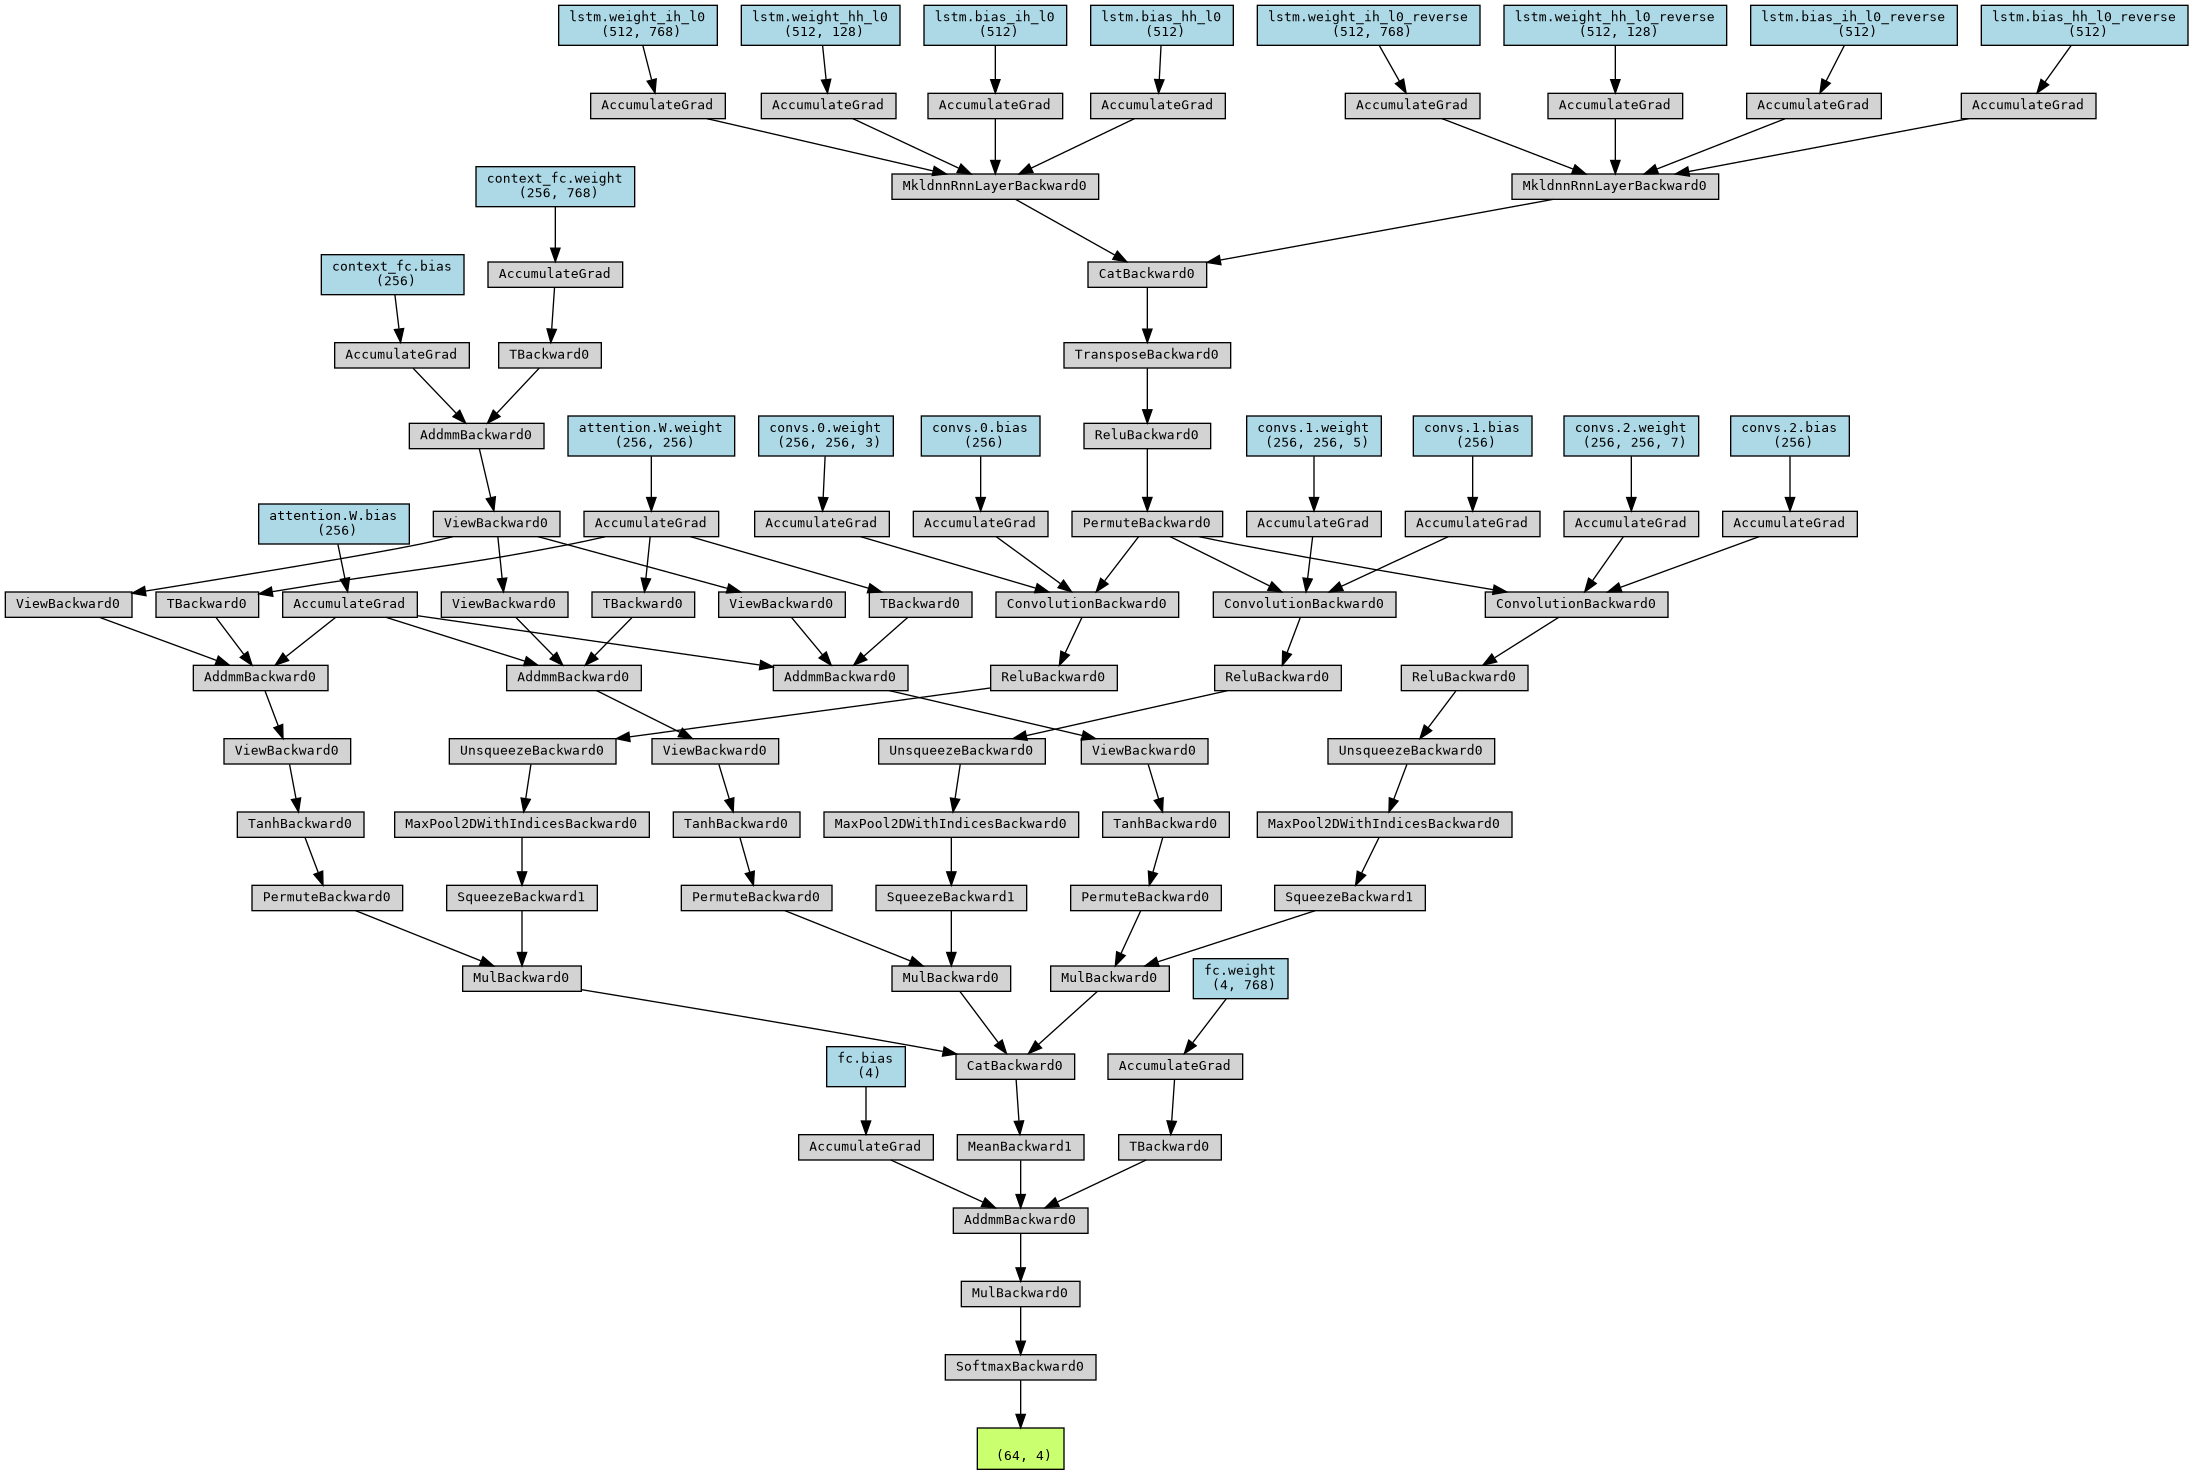 lstm.weight_ih_l0
(512, 768)
lstm.weight_hh_l0
(512, 128)
lstm.bias_ih_l0
(512)
lstm.bias_hh_l0
(512)
lstm.weight_ih_l0_reverse
(512, 768)
lstm.weight_hh_l0_reverse
(512, 128)
lstm.bias_ih_l0_reverse
(512)
lstm.bias_hh_l0_reverse
(512)
AccumulateGrad
AccumulateGrad
AccumulateGrad
AccumulateGrad
AccumulateGrad
AccumulateGrad
AccumulateGrad
AccumulateGrad
context_fc.weight
(256, 768)
MkldnnRnnLayerBackward0
MkldnnRnnLayerBackward0
context_fc.bias
(256)
AccumulateGrad
CatBackward0
AccumulateGrad
TBackward0
TransposeBackward0
AddmmBackward0
attention.W.weight
(256, 256)
convs.0.weight
(256, 256, 3)
convs.0.bias
(256)
ReluBackward0
convs.1.weight
(256, 256, 5)
convs.1.bias
(256)
convs.2.weight
(256, 256, 7)
convs.2.bias
(256)
attention.W.bias
(256)
ViewBackward0
AccumulateGrad
AccumulateGrad
AccumulateGrad
PermuteBackward0
AccumulateGrad
AccumulateGrad
AccumulateGrad
AccumulateGrad
ViewBackward0
TBackward0
AccumulateGrad
ViewBackward0
TBackward0
ViewBackward0
TBackward0
ConvolutionBackward0
ConvolutionBackward0
ConvolutionBackward0
AddmmBackward0
AddmmBackward0
AddmmBackward0
ReluBackward0
ReluBackward0
ReluBackward0
ViewBackward0
UnsqueezeBackward0
ViewBackward0
UnsqueezeBackward0
ViewBackward0
UnsqueezeBackward0
TanhBackward0
MaxPool2DWithIndicesBackward0
TanhBackward0
MaxPool2DWithIndicesBackward0
TanhBackward0
MaxPool2DWithIndicesBackward0
PermuteBackward0
SqueezeBackward1
PermuteBackward0
SqueezeBackward1
PermuteBackward0
SqueezeBackward1
MulBackward0
MulBackward0
MulBackward0
fc.weight
(4, 768)
fc.bias
(4)
CatBackward0
AccumulateGrad
AccumulateGrad
MeanBackward1
TBackward0
AddmmBackward0
MulBackward0
SoftmaxBackward0
(64, 4)